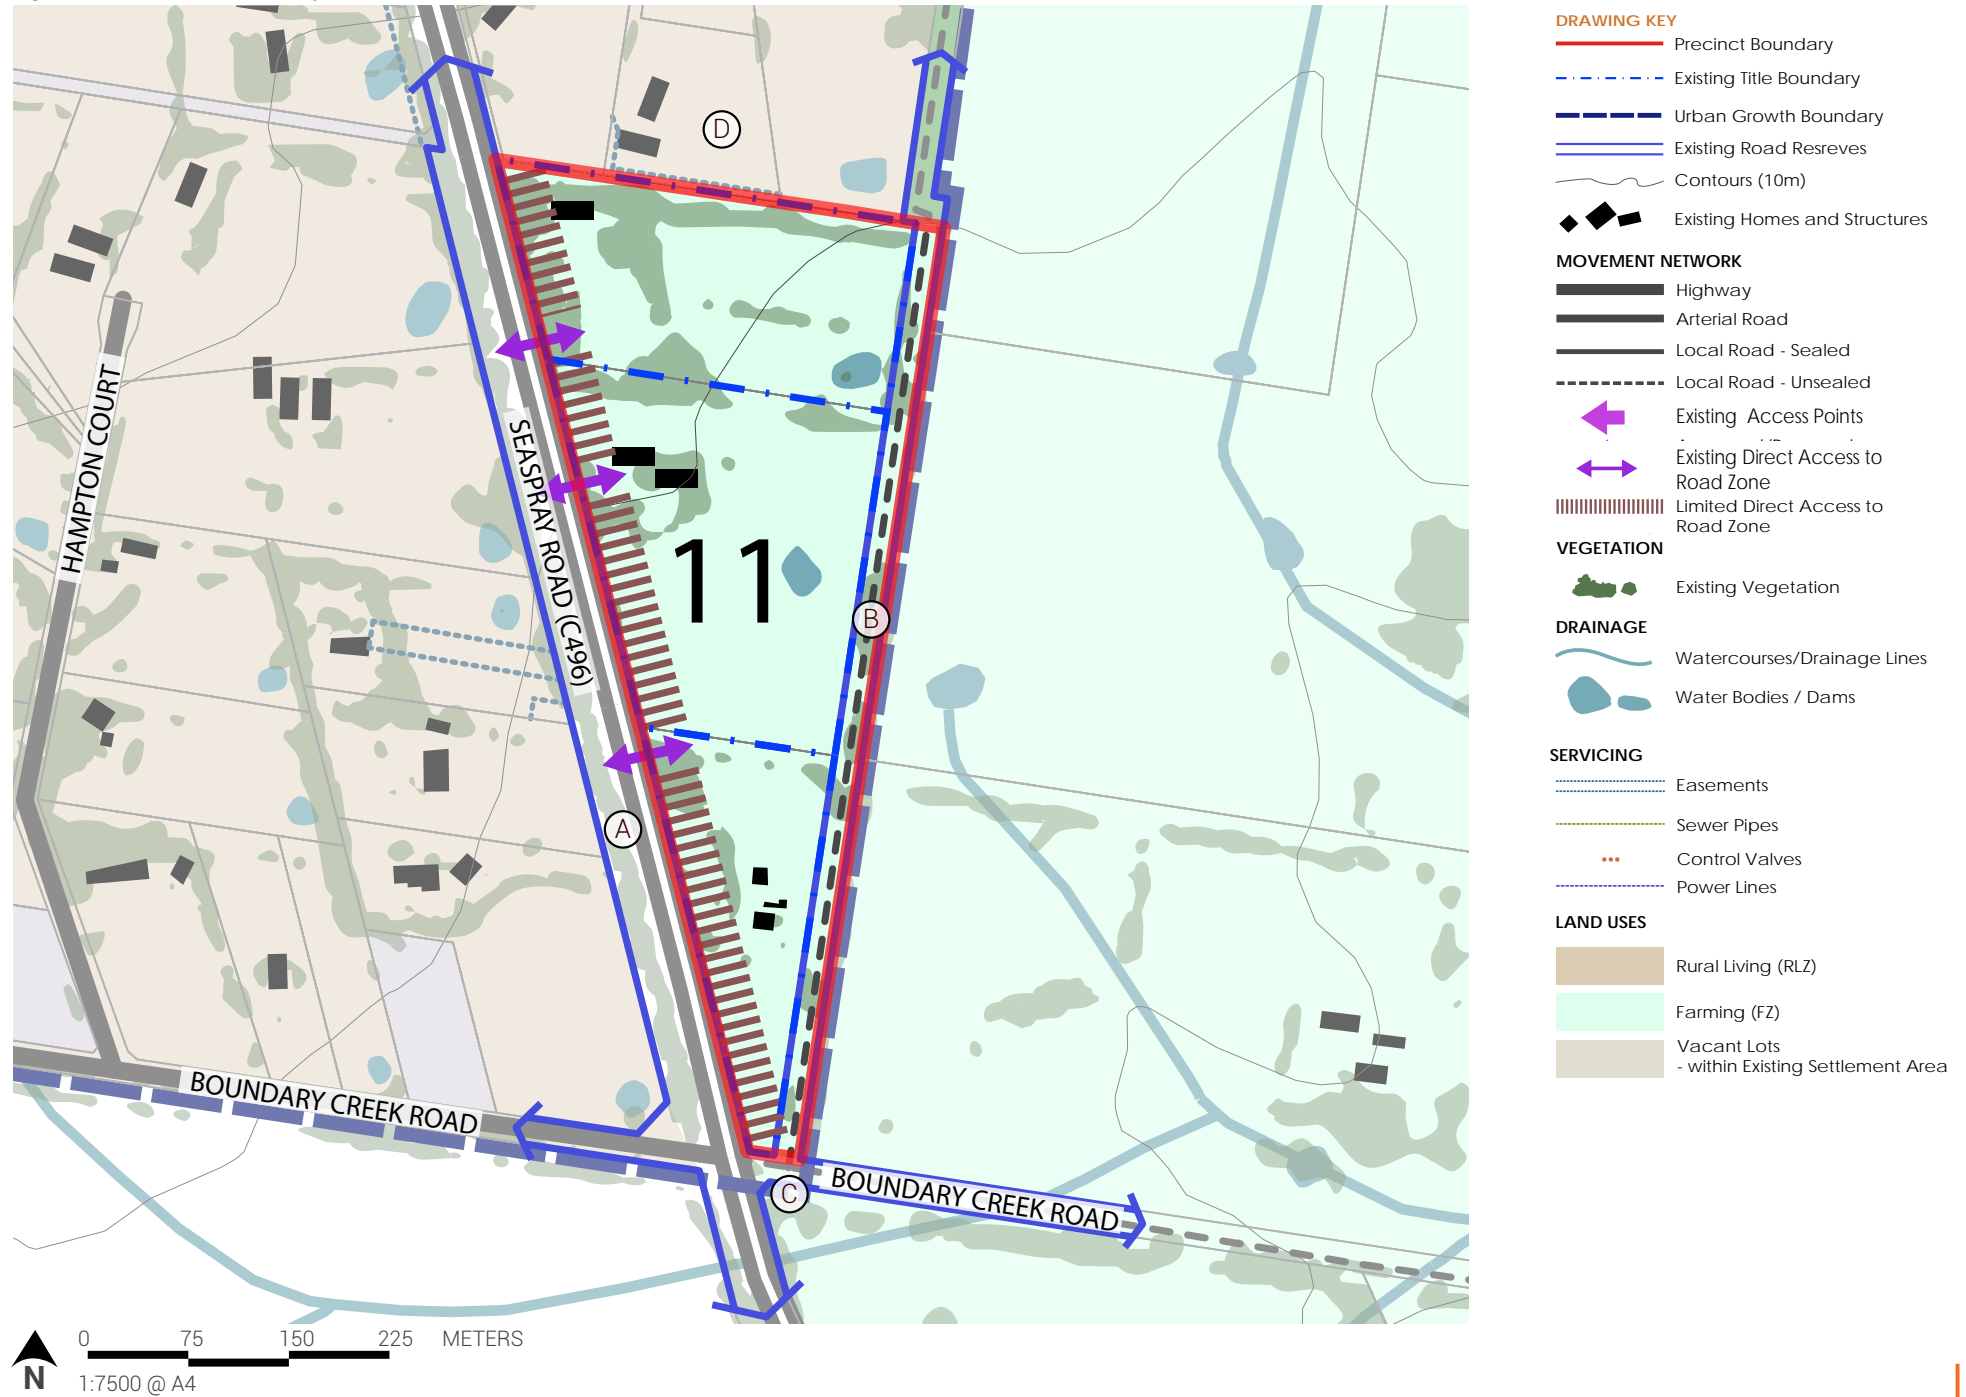 D
HAMPTON COURT
SEASPRAY ROAD (C496)
11
B
A
BOUNDARY CREEK ROAD
C
BOUNDARY CREEK ROAD
N
0 75 150 225 METERS
1:7500 @ A4
DRAWING KEY
Precinct Boundary
Existing Title Boundary
Urban Growth Boundary
Existing Road Resreves
Contours (10m)
Existing Homes and Structures
MOVEMENT NETWORK
Highway
Arterial Road
Local Road - Sealed
Local Road - Unsealed
Existing Access Points
Existing Direct Access to
Road Zone
Limited Direct Access to
Road Zone
VEGETATION
Existing Vegetation
DRAINAGE
Watercourses/Drainage Lines
Water Bodies / Dams
SERVICING
Easements
Sewer Pipes
Control Valves
Power Lines
LAND USES
Rural Living (RLZ)
Farming (FZ)
Vacant Lots
- within Existing Settlement Area